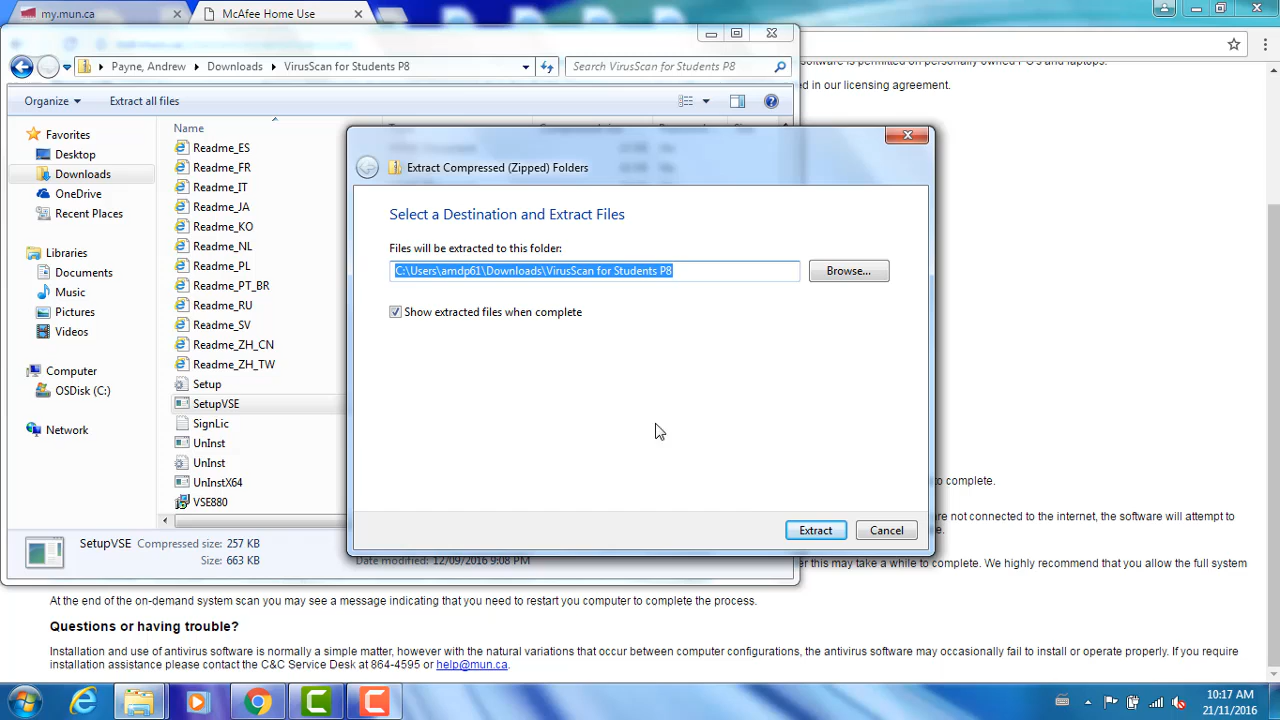 my.mun.ca
McAfee Home Use
Payne, Andrew
Downloads
VirusScan for Students P8
Search VirusScan for Students P8
software is permitted on personally owned PC's and laptops.
d in our licensing agreement.
Organize
Extract all files
Favorites
Desktop
Downloads
OneDrive
Recent Places
Libraries
Documents
Music
Pictures
Videos
Computer
OSDisk (C:)
Network
Name
Readme_ES
Readme_FR
Readme_IT
Readme_JA
Readme_KO
Readme_NL
Readme_PL
Readme_PT_BR
Readme_RU
Readme_SV
Readme_ZH_CN
Readme_ZH_TW
Setup
SetupVSE
SignLic
UnInst
UnInst
UnInstX64
VSE880
Extract Compressed (Zipped) Folders
Select a Destination and Extract Files
Files will be extracted to this folder:
C:\Users\amdp61\Downloads\VirusScan for Students P8
Browse...
Show extracted files when complete
Extract
Cancel
SetupVSE
Compressed size: 257 KB
Size: 663 KB
Date modified: 12/09/2016 9:08 PM
to complete.
are not connected to the internet, the software will attempt to
e.
er this may take a while to complete. We highly recommend that you allow the full system
At the end of the on-demand system scan you may see a message indicating that you need to restart you computer to complete the process.
Questions or having trouble?
Installation and use of antivirus software is normally a simple matter, however with the natural variations that occur between computer configurations, the antivirus software may occasionally fail to install or operate properly. If you require
installation assistance please contact the C&C Service Desk at 864-4595 or help@mun.ca.
10:17 AM
21/11/2016